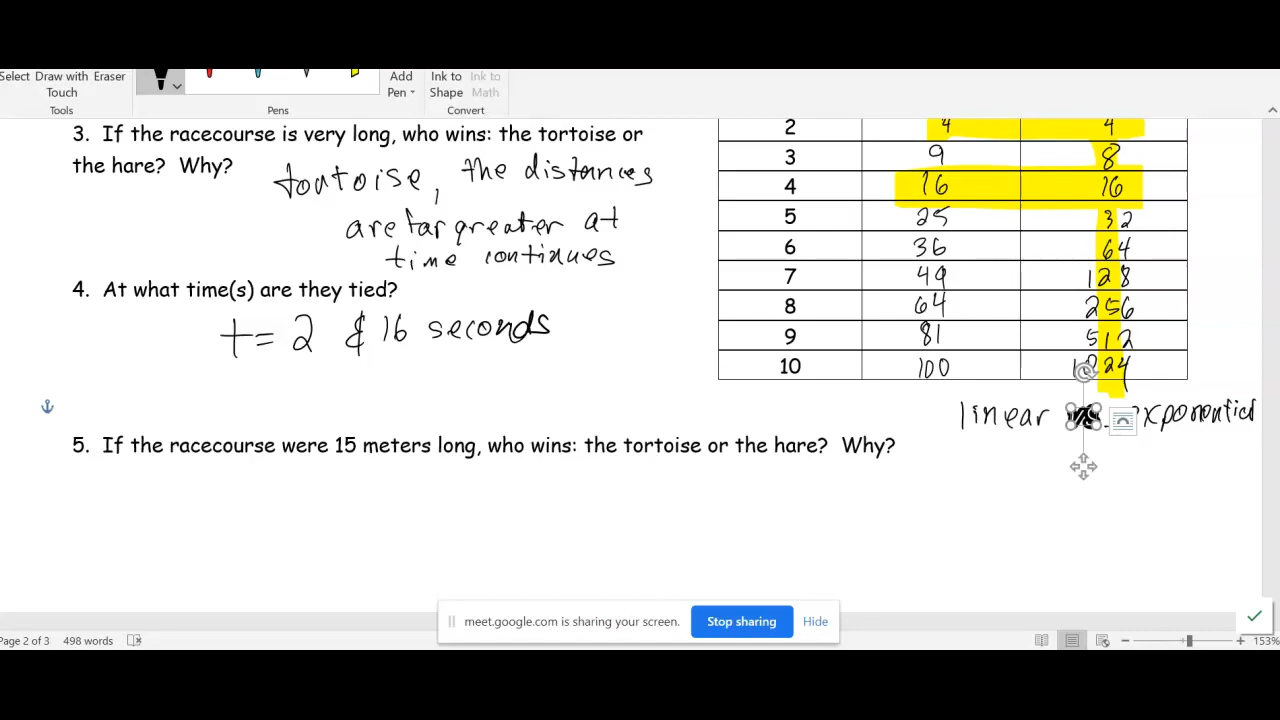 Select Draw with Eraser Add Ink to Ink to
Touch Pen Shape Math
Tools Pens Convert
3. If the racecourse is very long, who wins: the tortoise or
the hare? Why?
toutoise, the distances
are far greater at
time continues
4. At what time(s) are they tied?
t = 2 & 16 seconds
2 4 4
3 9 8
4 16 16
5 25 32
6 36 64
7 49 128
8 64 256
9 81 512
10 100
linear exponential
5. If the racecourse were 15 meters long, who wins: the tortoise or the hare? Why?
meet.google.com is sharing your screen. Stop sharing Hide
Page 2 of 3 498 words 153%